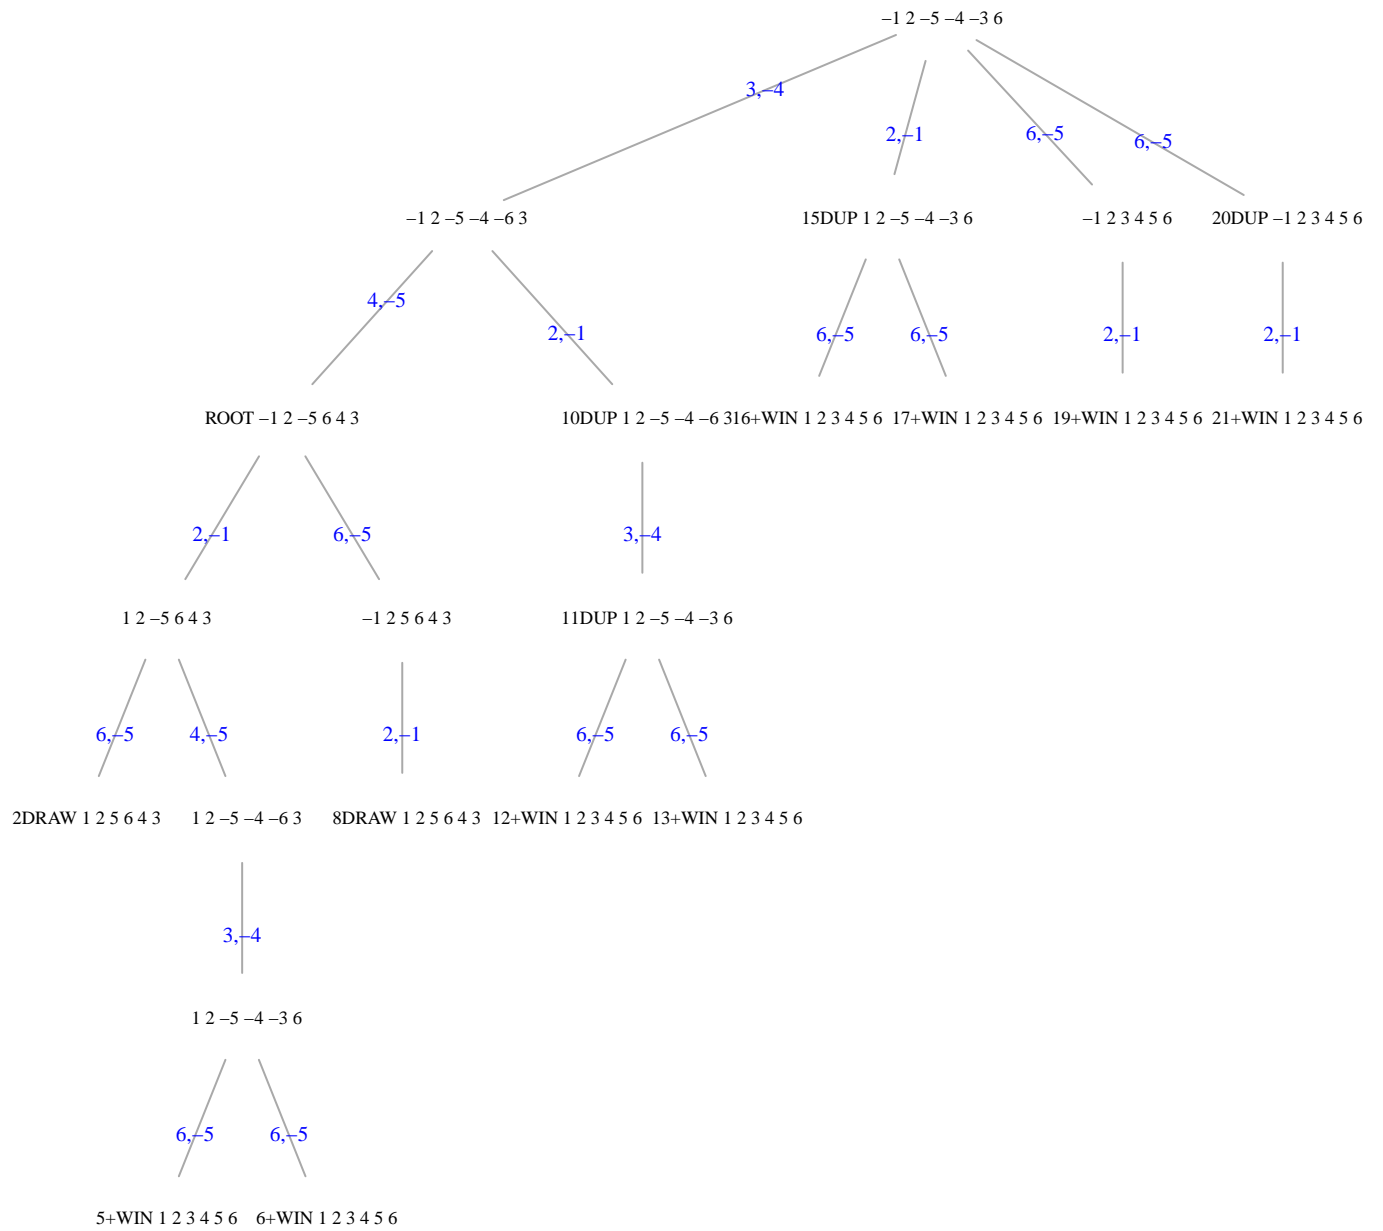 –1 2 –5 –4 –3 6
3,–4
2,–1
6,–5
6,–5
–1 2 –5 –4 –6 3
15DUP 1 2 –5 –4 –3 6
–1 2 3 4 5 6
20DUP –1 2 3 4 5 6
4,–5
2,–1
6,–5
6,–5
2,–1
2,–1
ROOT –1 2 –5 6 4 3
10DUP 1 2 –5 –4 –6 3
16+WIN 1 2 3 4 5 6
17+WIN 1 2 3 4 5 6
19+WIN 1 2 3 4 5 6
21+WIN 1 2 3 4 5 6
2,–1
6,–5
3,–4
1 2 –5 6 4 3
–1 2 5 6 4 3
11DUP 1 2 –5 –4 –3 6
6,–5
4,–5
2,–1
6,–5
6,–5
2DRAW 1 2 5 6 4 3
1 2 –5 –4 –6 3
8DRAW 1 2 5 6 4 3
12+WIN 1 2 3 4 5 6
13+WIN 1 2 3 4 5 6
3,–4
1 2 –5 –4 –3 6
6,–5
6,–5
5+WIN 1 2 3 4 5 6
6+WIN 1 2 3 4 5 6